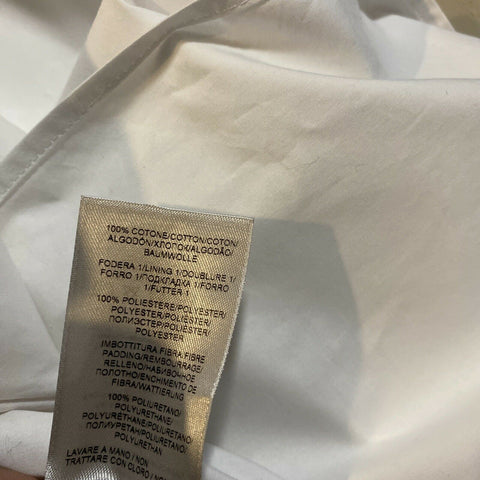 100% COTONE/COTTON/COTON/
ALGODÓN/ХЛОПОК/ALGODÃO/
BAUMWOLLE
FODERA 1/LINING 1/DOUBLURE 1/
FORRO 1/ПОДКЛАДКА 1/FORRO
1/FUTTER 1
100% POLIESTERE/POLYESTER/
POLYESTER/POLIÉSTER/
ПОЛИЭСТЕР/POLIÉSTER/
POLYESTER
IMBOTTITURA FIBRA/FIBRE
PADDING/REMBOURRAGE/
RELLENO/НАБИВОЧНОЕ
ПОЛОТНО/ENCHIMENTO DE
FIBRA/WATTIERUNG
100% POLIURETANO/
POLYURETHANE/
POLYURÉTHANE/POLIURETANO/
ПОЛИУРЕТАН/POLIURETANO/
POLYURETHAN
LAVARE A MANO / NON
TRATTARE CON CLORO / NON